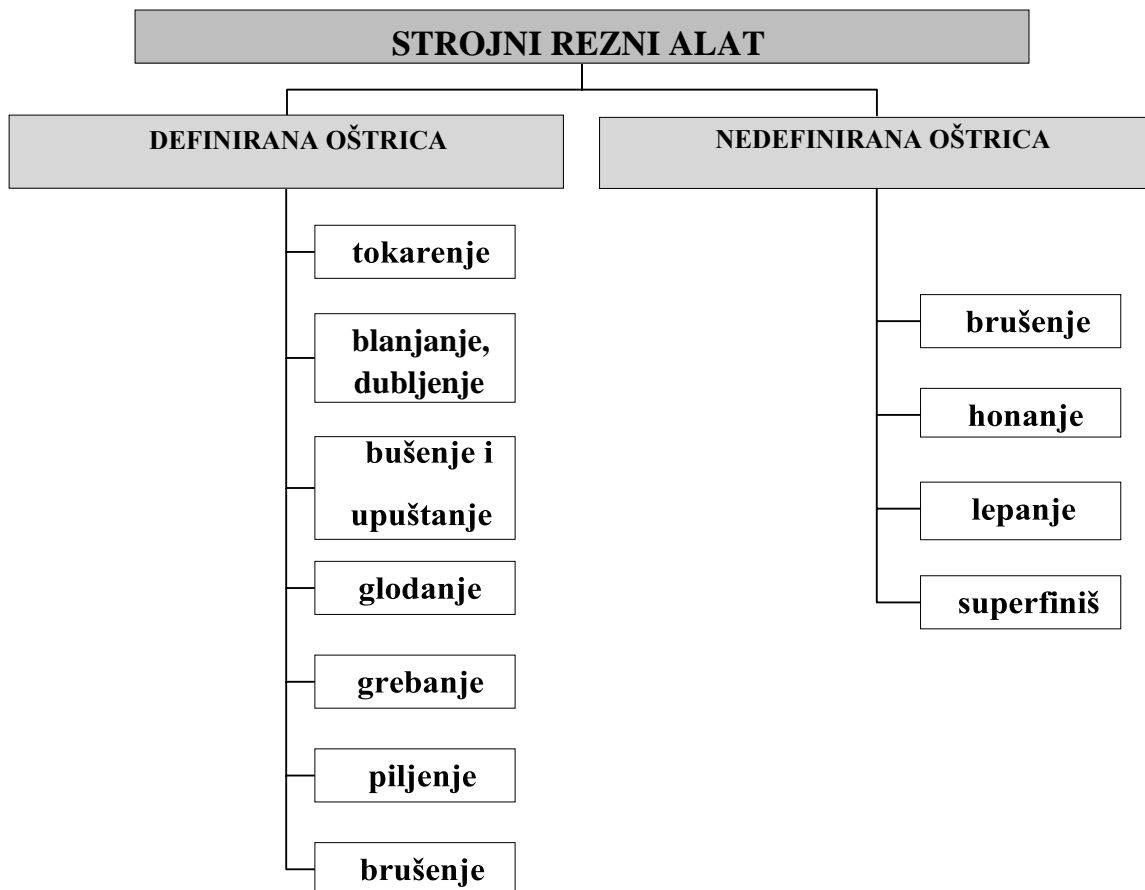 STROJNI REZNI ALAT
DEFINIRANA OŠTRICA
tokarenje
blanjanje,
dubljenje
bušenje i
upuštanje
glodanje
grebanje
piljenje
brušenje
NEDEFINIRANA OŠTRICA
brušenje
honanje
lepanje
superfiniš